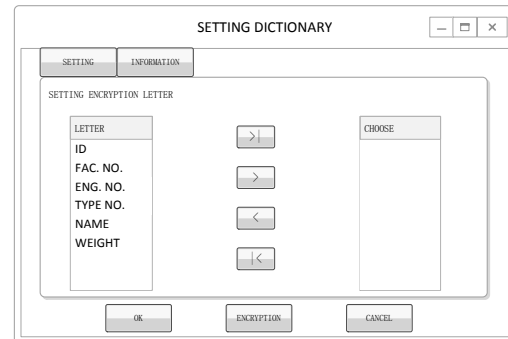 SETTING DICTIONARY
SETTING INFORMATION
SETTING ENCRYPTION LETTER
LETTER
ID
FAC. NO.
ENG. NO.
TYPE NO.
NAME
WEIGHT
>|
>
<
|<
CHOOSE
OK ENCRYPTION CANCEL